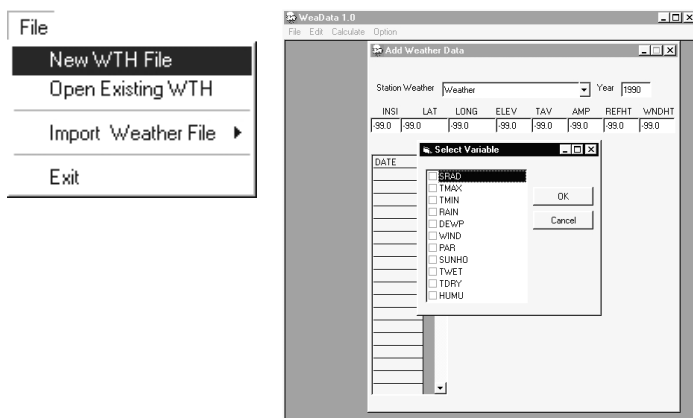 File
New WTH File
Open Existing WTH
Import Weather File
Exit
WeaData 1.0
File Edit Calculate Option
Add Weather Data
Station Weather Weather Year 1990
INSI LAT LONG ELEV TAV AMP REFHT WNDHT
-99.0 -99.0 -99.0 -99.0 -99.0 -99.0 -99.0 -99.0
DATE
Select Variable
SRAD
TMAX
TMIN
RAIN
DEWP
WIND
PAR
SUNHO
TWET
TDRY
HUMU
OK
Cancel